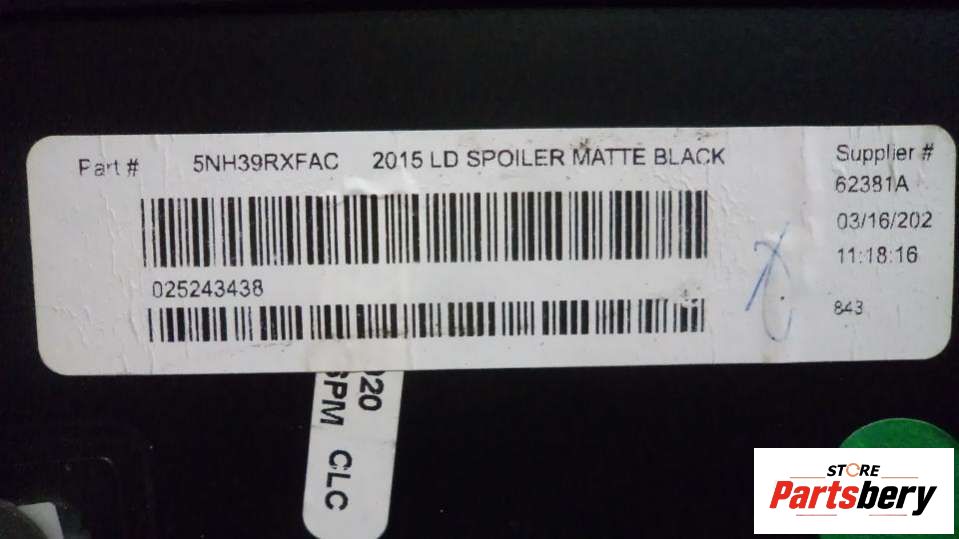 Part # 5NH39RXFAC 2015 LD SPOILER MATTE BLACK
Supplier #
62381A
03/16/202
11:18:16
025243438
843
020
SPM CLC
STORE
Partsbery